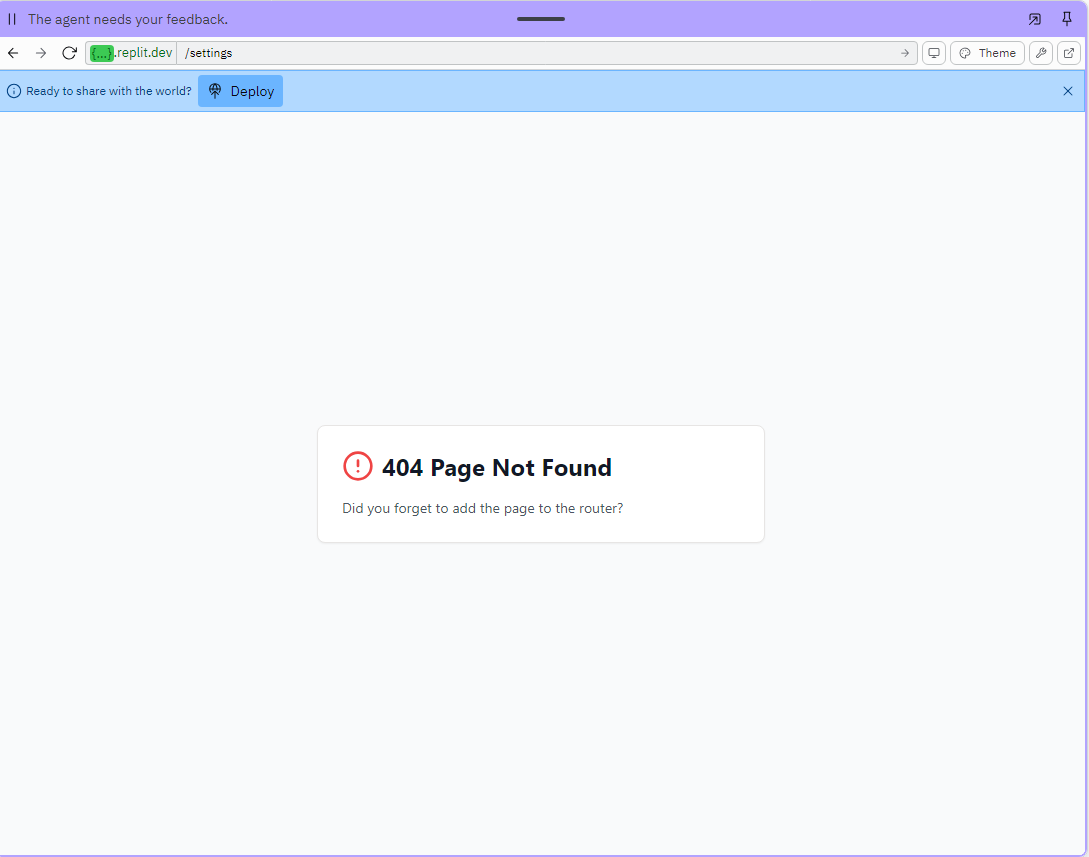 The agent needs your feedback.
{...}.replit.dev /settings
Theme
Ready to share with the world? Deploy
404 Page Not Found
Did you forget to add the page to the router?